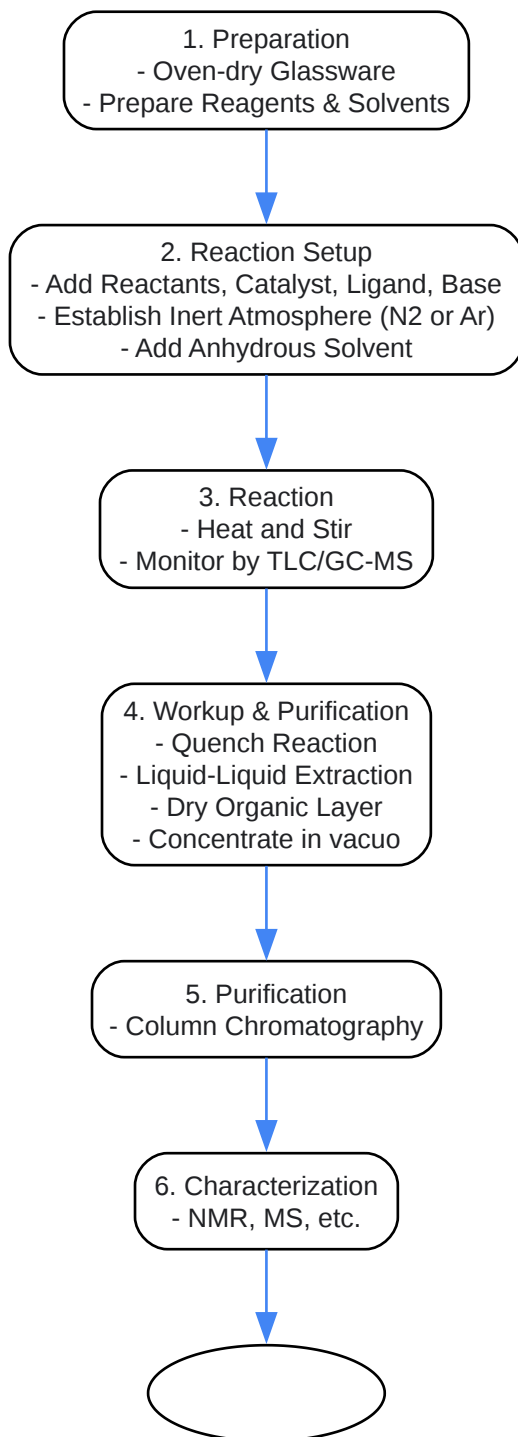 1. Preparation
- Oven-dry Glassware
- Prepare Reagents & Solvents
2. Reaction Setup
- Add Reactants, Catalyst, Ligand, Base
- Establish Inert Atmosphere (N2 or Ar)
- Add Anhydrous Solvent
3. Reaction
- Heat and Stir
- Monitor by TLC/GC-MS
4. Workup & Purification
- Quench Reaction
- Liquid-Liquid Extraction
- Dry Organic Layer
- Concentrate in vacuo
5. Purification
- Column Chromatography
6. Characterization
- NMR, MS, etc.